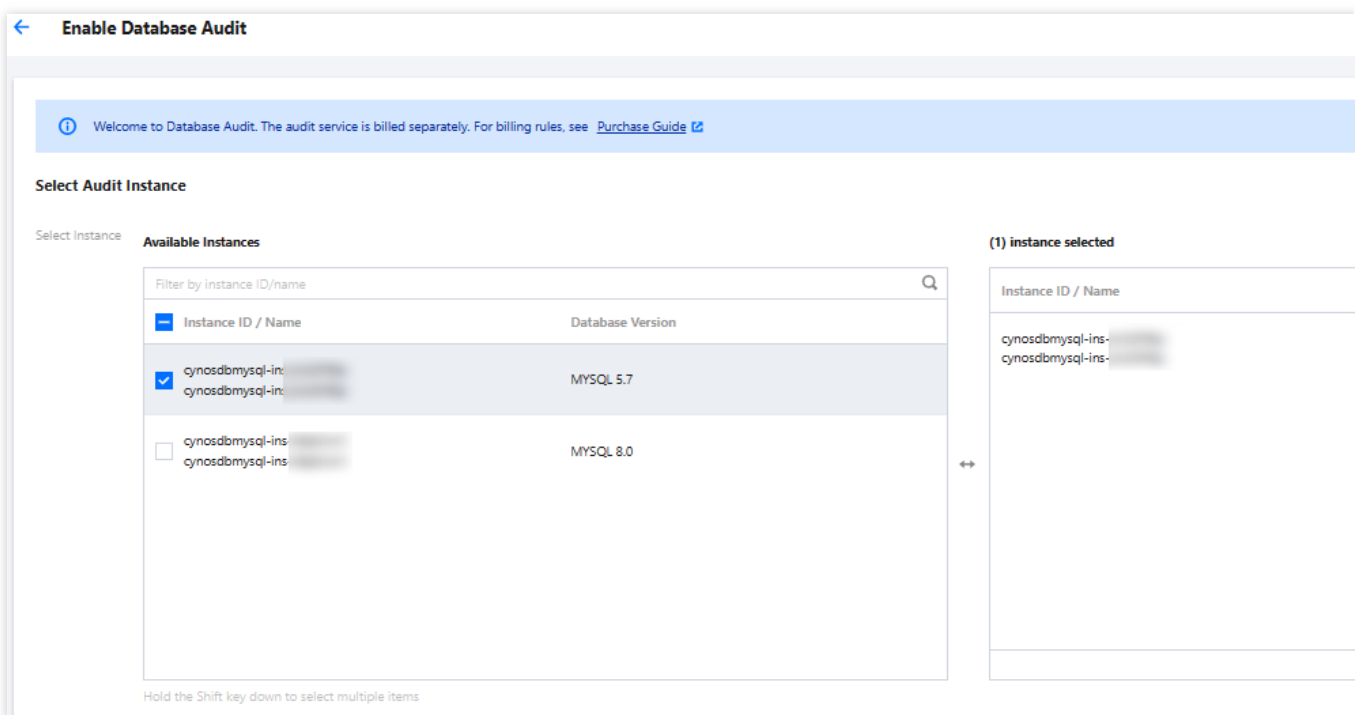 Enable Database Audit
Welcome to Database Audit. The audit service is billed separately. For billing rules, see Purchase Guide
Select Audit Instance
Select Instance
Available Instances
(1) instance selected
Filter by instance ID/name
Instance ID / Name
Database Version
Instance ID / Name
cynosdbmysql-ins
cynosdbmysql-ins
MYSQL 5.7
cynosdbmysql-ins-
cynosdbmysql-ins-
cynosdbmysql-ins-
cynosdbmysql-ins-
MYSQL 8.0
Hold the Shift key down to select multiple items